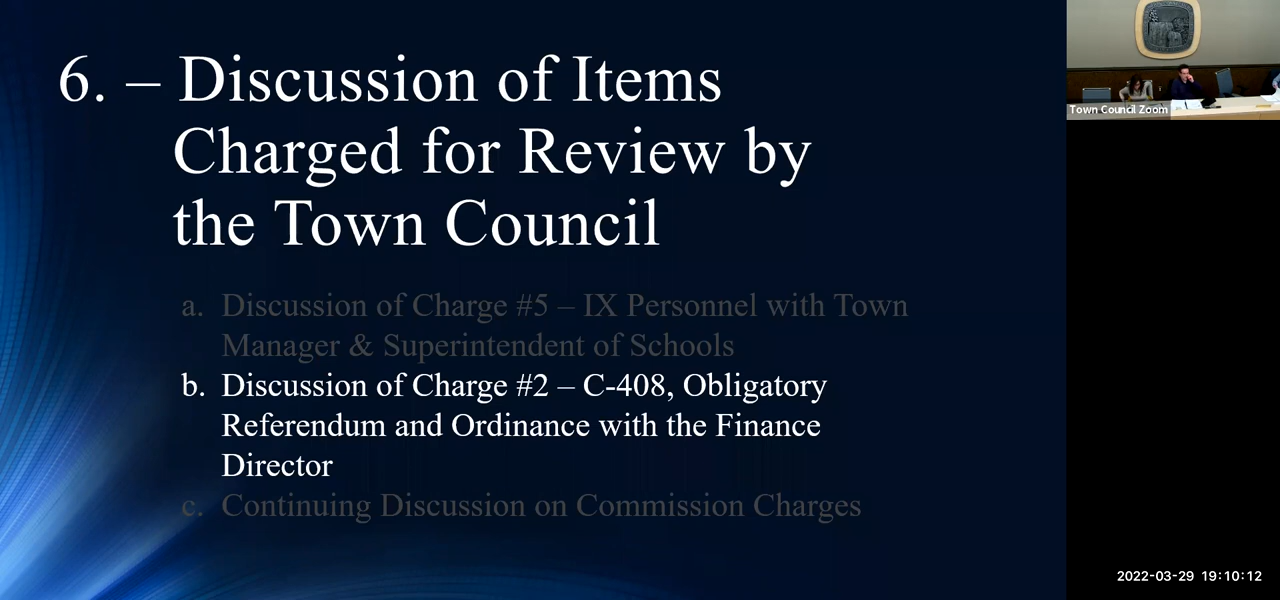 6. – Discussion of Items
Charged for Review by
the Town Council
a. Discussion of Charge #5 – IX Personnel with Town
Manager & Superintendent of Schools
b. Discussion of Charge #2 – C-408, Obligatory
Referendum and Ordinance with the Finance
Director
c. Continuing Discussion on Commission Charges
Town Council Zoom
2022-03-29 19:10:12